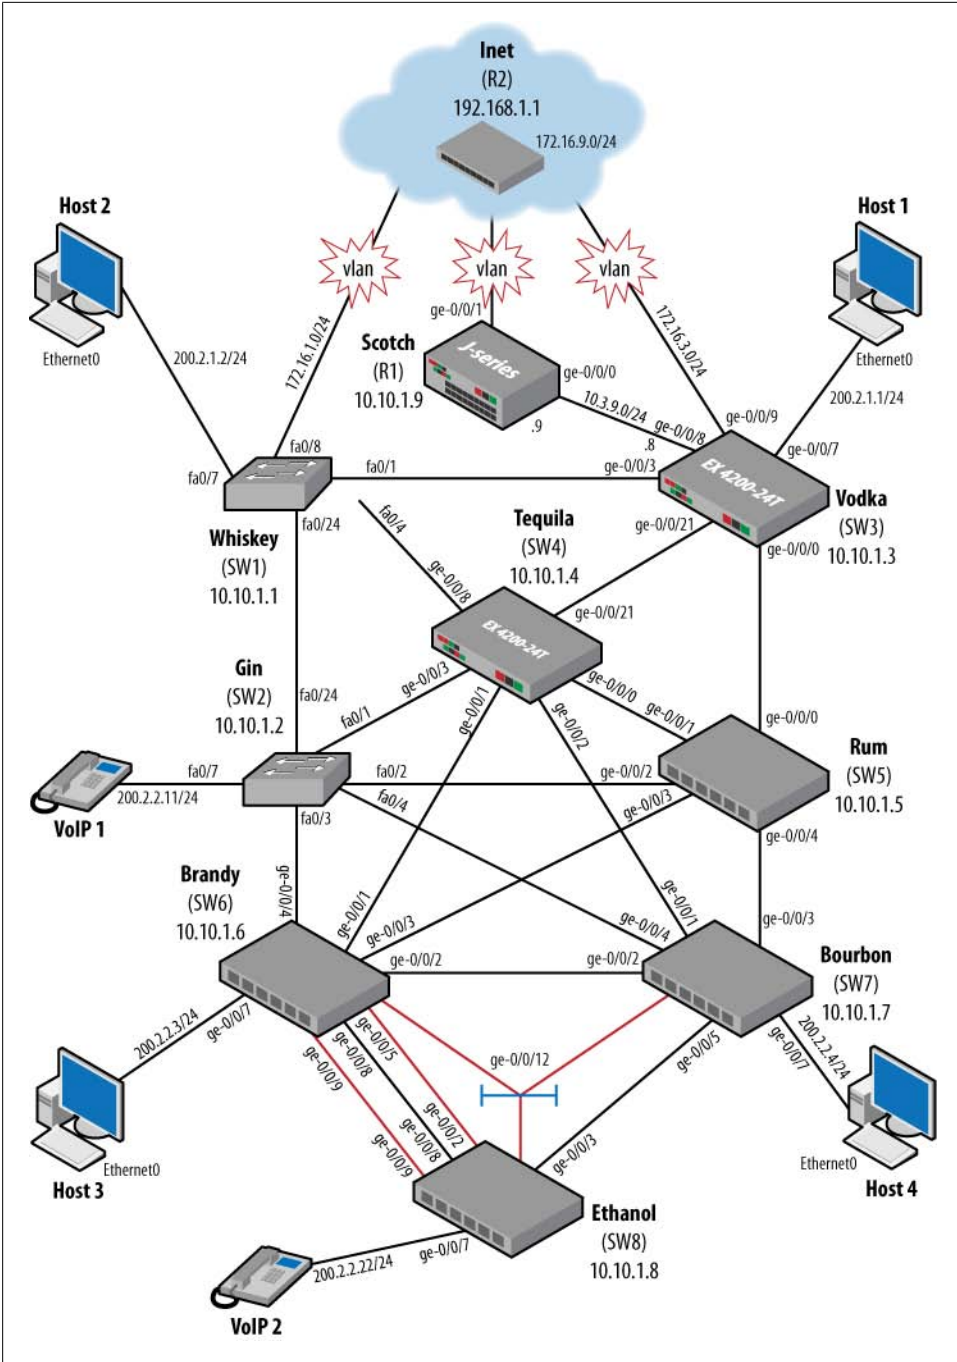 Inet
(R2)
192.168.1.1
172.16.9.0/24
Host 2
Host 1
vlan
vlan
vlan
ge-0/0/1
Scotch
(R1)
10.10.1.9
J-series
ge-0/0/0
.9
10.3.9.0/24
.8
ge-0/0/8
172.16.3.0/24
ge-0/0/9
Ethernet0
200.2.1.2/24
172.16.1.0/24
Ethernet0
200.2.1.1/24
ge-0/0/7
fa0/7
fa0/8
fa0/1
ge-0/0/3
EX 4200-24T
Vodka
(SW3)
10.10.1.3
fa0/24
Whiskey
(SW1)
10.10.1.1
fa0/4
ge-0/0/8
Tequila
(SW4)
10.10.1.4
ge-0/0/21
ge-0/0/0
ge-0/0/21
EX 4200-24T
Gin
(SW2)
10.10.1.2
fa0/24
fa0/1
ge-0/0/3
ge-0/0/1
ge-0/0/0
ge-0/0/1
ge-0/0/2
ge-0/0/0
Rum
(SW5)
10.10.1.5
fa0/7
200.2.2.11/24
VoIP 1
fa0/2
ge-0/0/2
fa0/4
ge-0/0/3
fa0/3
ge-0/0/4
ge-0/0/4
Brandy
(SW6)
10.10.1.6
ge-0/0/1
ge-0/0/3
ge-0/0/4
ge-0/0/1
ge-0/0/3
Bourbon
(SW7)
10.10.1.7
ge-0/0/2
ge-0/0/2
200.2.2.3/24
ge-0/0/7
ge-0/0/5
ge-0/0/8
ge-0/0/9
ge-0/0/12
ge-0/0/5
200.2.2.4/24
ge-0/0/7
ge-0/0/2
ge-0/0/8
ge-0/0/9
ge-0/0/3
Ethernet0
Host 3
Ethernet0
Host 4
Ethanol
(SW8)
10.10.1.8
200.2.2.22/24
ge-0/0/7
VoIP 2